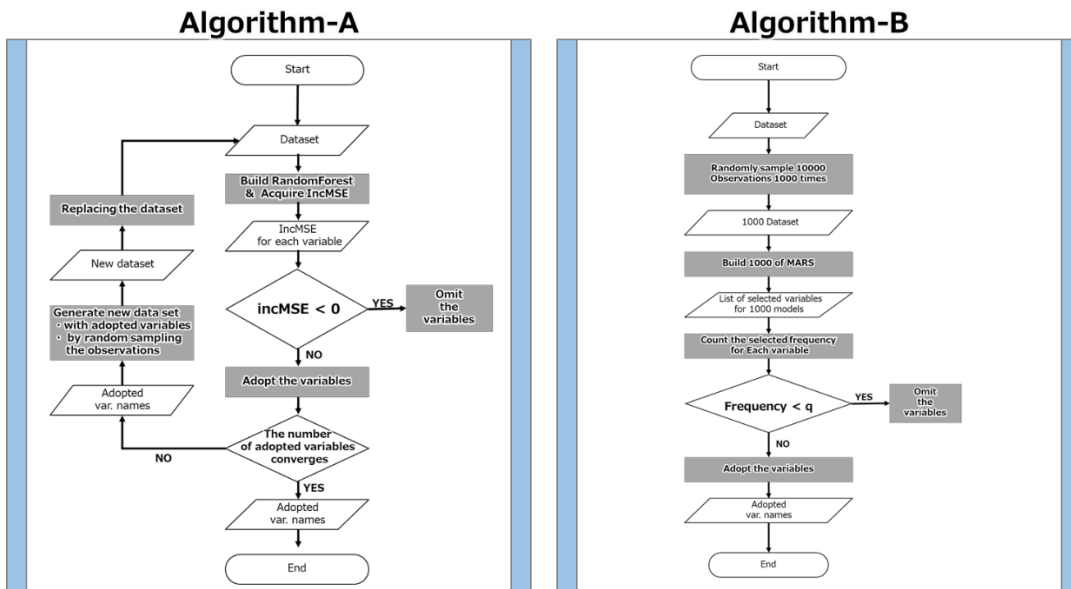 Algorithm-A
Start
Dataset
Build RandomForest
& Acquire IncMSE
IncMSE
for each variable
incMSE < 0
YES
Omit
the
variables
NO
Adopt the variables
The number
of adopted variables
converges
NO
YES
Adopted
var. names
New dataset
Replacing the dataset
Generate new data set
・with adopted variables
・ by random sampling
the observations
Adopted
var. names
End
Algorithm-B
Start
Dataset
Randomly sample 10000
Observations 1000 times
1000 Dataset
Build 1000 of MARS
List of selected variables
for 1000 models
Count the selected frequency
for Each variable
Frequency < q
YES
Omit
the
variables
NO
Adopt the variables
Adopted
var. names
End